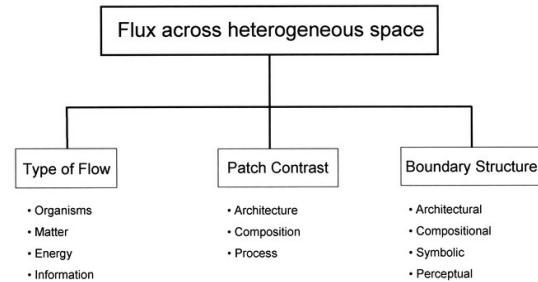 Flux across heterogeneous space
Type of Flow
• Organisms
• Matter
• Energy
• Information
Patch Contrast
• Architecture
• Composition
• Process
Boundary Structure
• Architectural
• Compositional
• Symbolic
• Perceptual